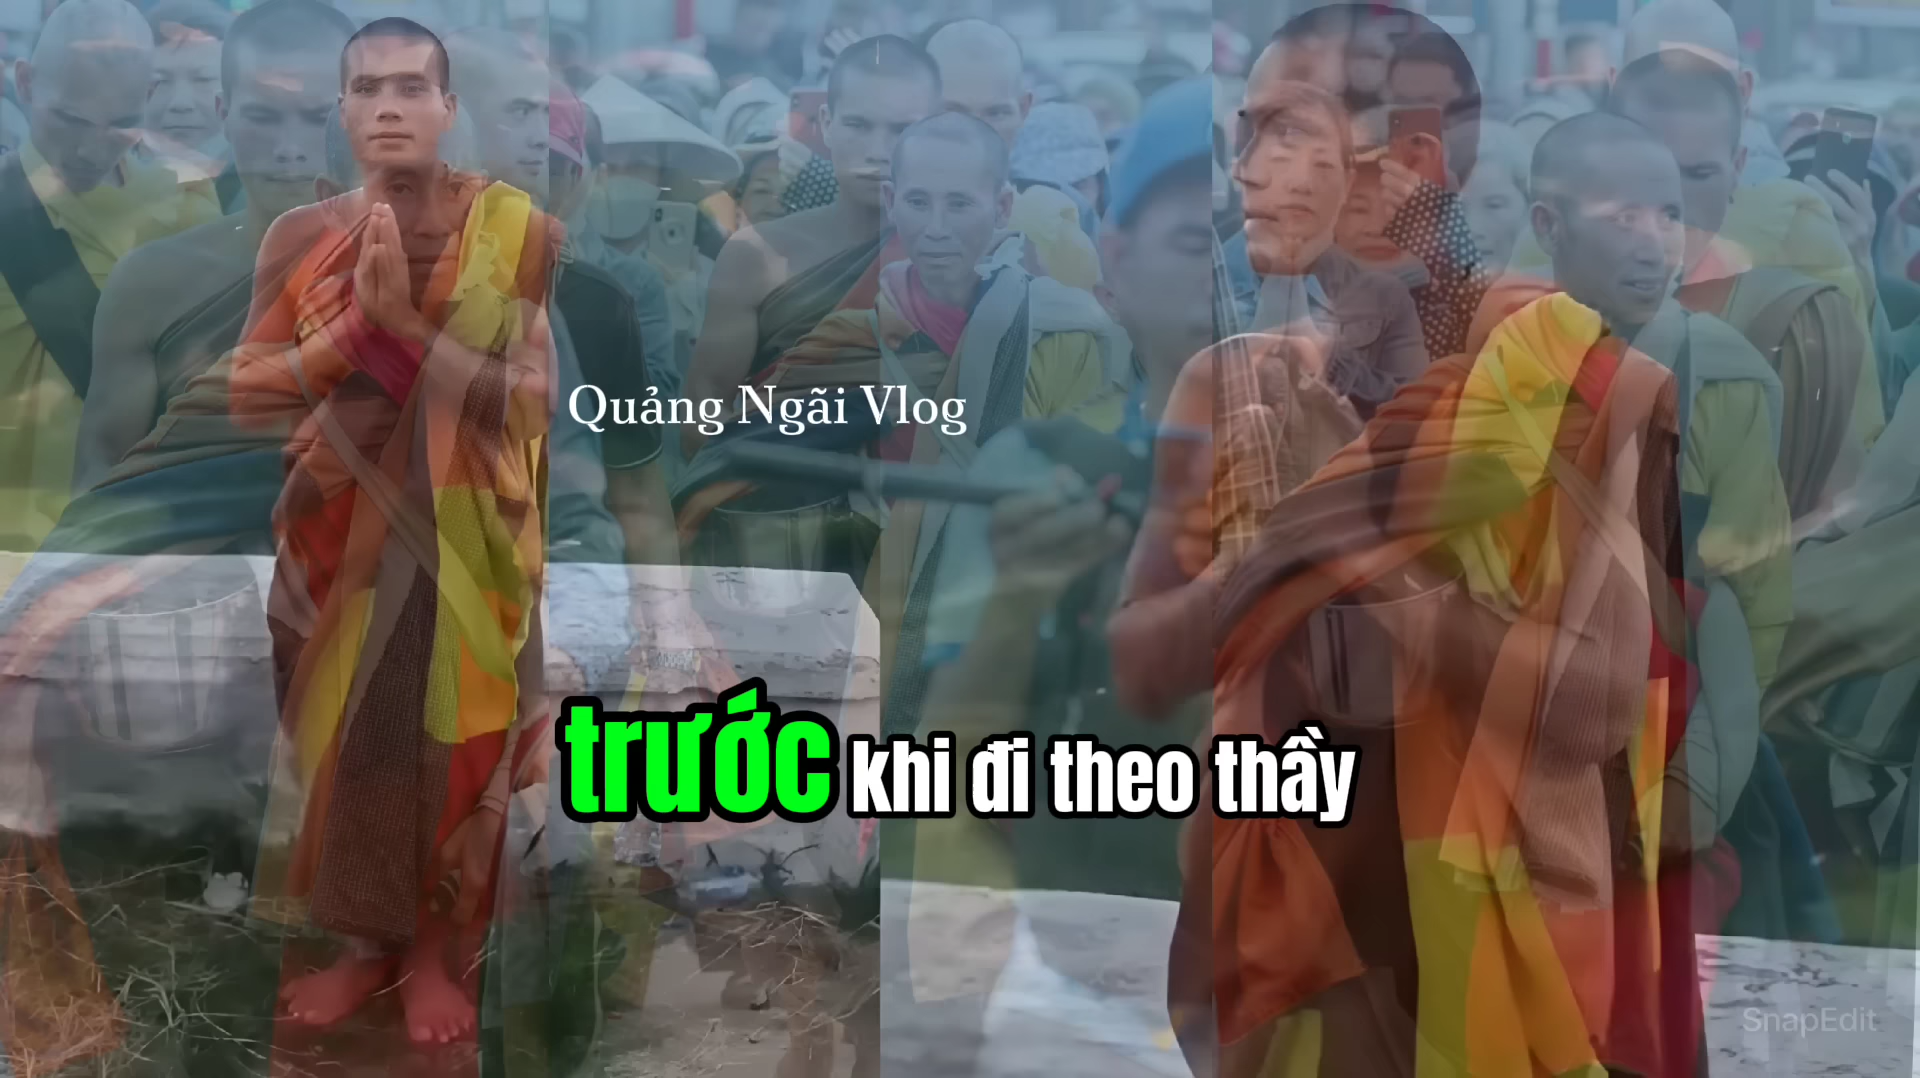 Quảng Ngãi Vlog
trước khi đi theo thầy
SnapEdit